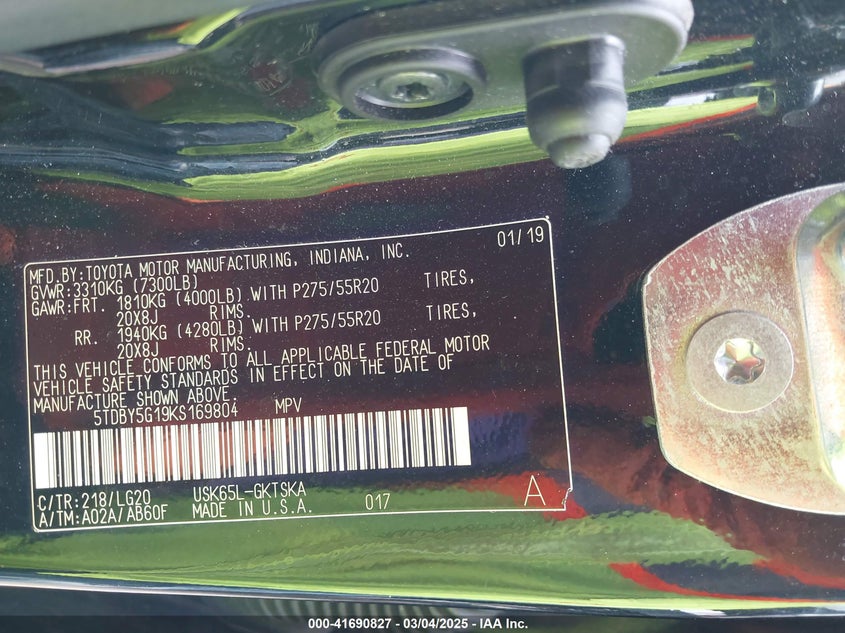 MFD.BY:TOYOTA MOTOR MANUFACTURING, INDIANA, INC. 01/19
GVWR:3310KG (7300LB)
GAWR:FRT. 1810KG (4000LB) WITH P275/55R20 TIRES,
20X8J RIMS.
RR. 1940KG (4280LB) WITH P275/55R20 TIRES,
20X8J RIMS.
THIS VEHICLE CONFORMS TO ALL APPLICABLE FEDERAL MOTOR
VEHICLE SAFETY STANDARDS IN EFFECT ON THE DATE OF
MANUFACTURE SHOWN ABOVE.
5TDBY5G19KS169804 MPV
C/TR:218/LG20 USK65L-GKTSKA
A/TM:A02A/AB60F MADE IN U.S.A. 017 A
000-41690827 - 03/04/2025 - IAA Inc.